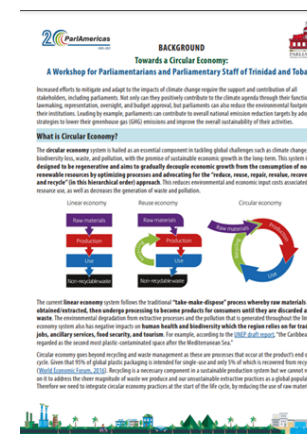 20 ParlAmericas
BACKGROUND
Towards a Circular Economy:
A Workshop for Parliamentarians and Parliamentary Staff of Trinidad and Toba
Increased efforts to mitigate and adapt to the impacts of climate change require the support and contribution of all
stakeholders, including parliaments. Not only can they positively contribute to the climate agenda through their function
lawmaking, representation, oversight, and budget approval, but parliaments can also reduce the environmental footprin
their institutions. Leading by example, parliaments can contribute to overall national emission reduction targets by adop
strategies to lower their greenhouse gas (GHG) emissions and improve the overall sustainability of their activities.
What is Circular Economy?
The circular economy system is hailed as an essential component in tackling global challenges such as climate change,
biodiversity loss, waste, and pollution, with the promise of sustainable economic growth in the long term. This system i
designed to be regenerative and aims to gradually decouple economic growth from the consumption of non
renewable resources by optimizing processes and advocating for the "reduce, reuse, repair, revalue, recove
and recycle" (in this hierarchical order) approach. This reduces environmental and economic input costs associated
resource use, as well as decreases the generation of waste and pollution.
Linear economy Reuse economy Circular economy
Raw materials Raw materials Raw materials
Production Production Production
Use Use Use
Non-recyclable waste Non-recyclable waste
The current linear economy system follows the traditional "take-make-dispose" process whereby raw materials
obtained/extracted, then undergo processing to become products for consumers until they are discarded a
waste. The environmental degradation from extractive processes and the pollution that is generated throughout the lin
economy system also has negative impacts on human health and biodiversity which the region relies on for trad
jobs, ancillary services, food security, and tourism. For example, according to the UNEP draft report, "the Caribbea
regarded as the second most plastic-contaminated space after the Mediterranean Sea."
Circular economy goes beyond recycling and waste management as these are processes that occur at the product's end o
cycle. Given that 95% of global plastic packaging is intended for single-use and only 5% of which is recovered from recy
(World Economic Forum, 2016). Recycling is a necessary component in a sustainable production system but we cannot r
on it to address the sheer magnitude of waste we produce and our unsustainable extractive practices as a global popula
Therefore we need to integrate circular economy practices at the start of the life cycle, by reducing the use of raw mater